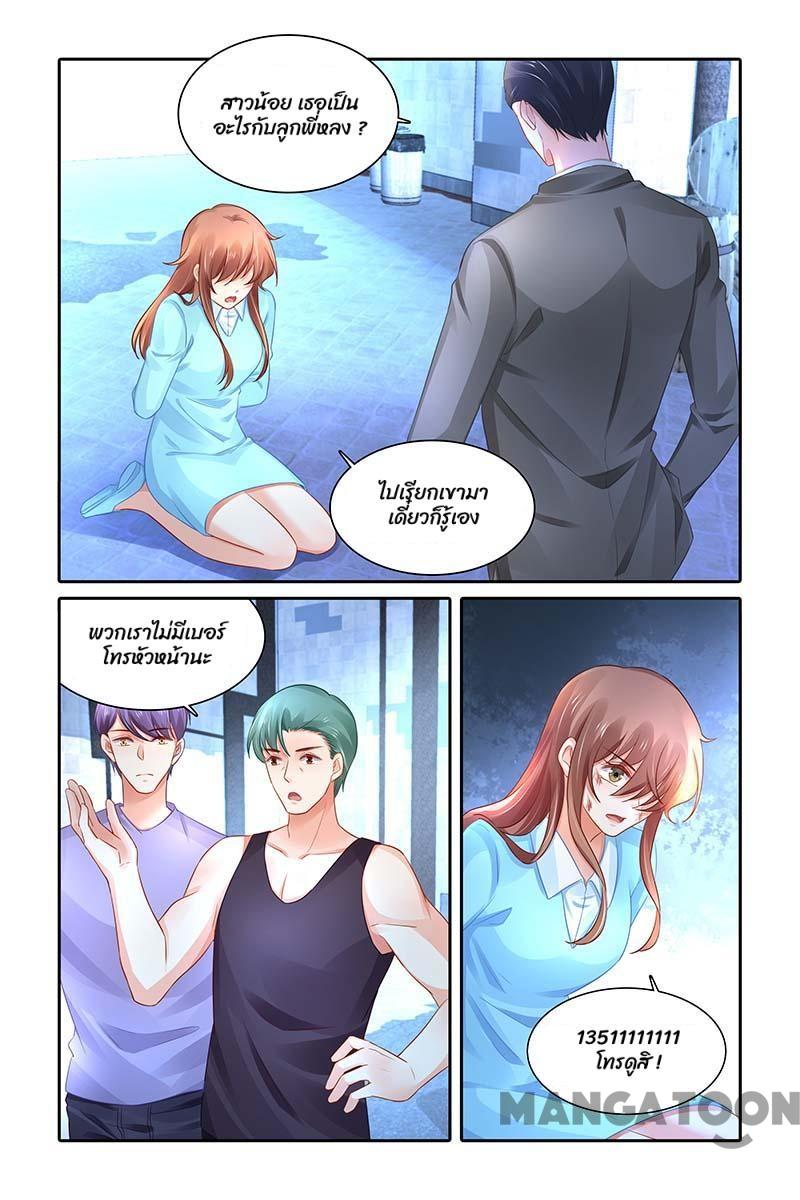 สาวน้อย เธอเป็น
อะไรกับลูกพี่หลง ?
ไปเรียกเขามา
เดี๋ยวก็รู้เอง
พวกเราไม่มีเบอร์
โทรหัวหน้านะ
13511111111
โทรดูสิ !
MANGATOON